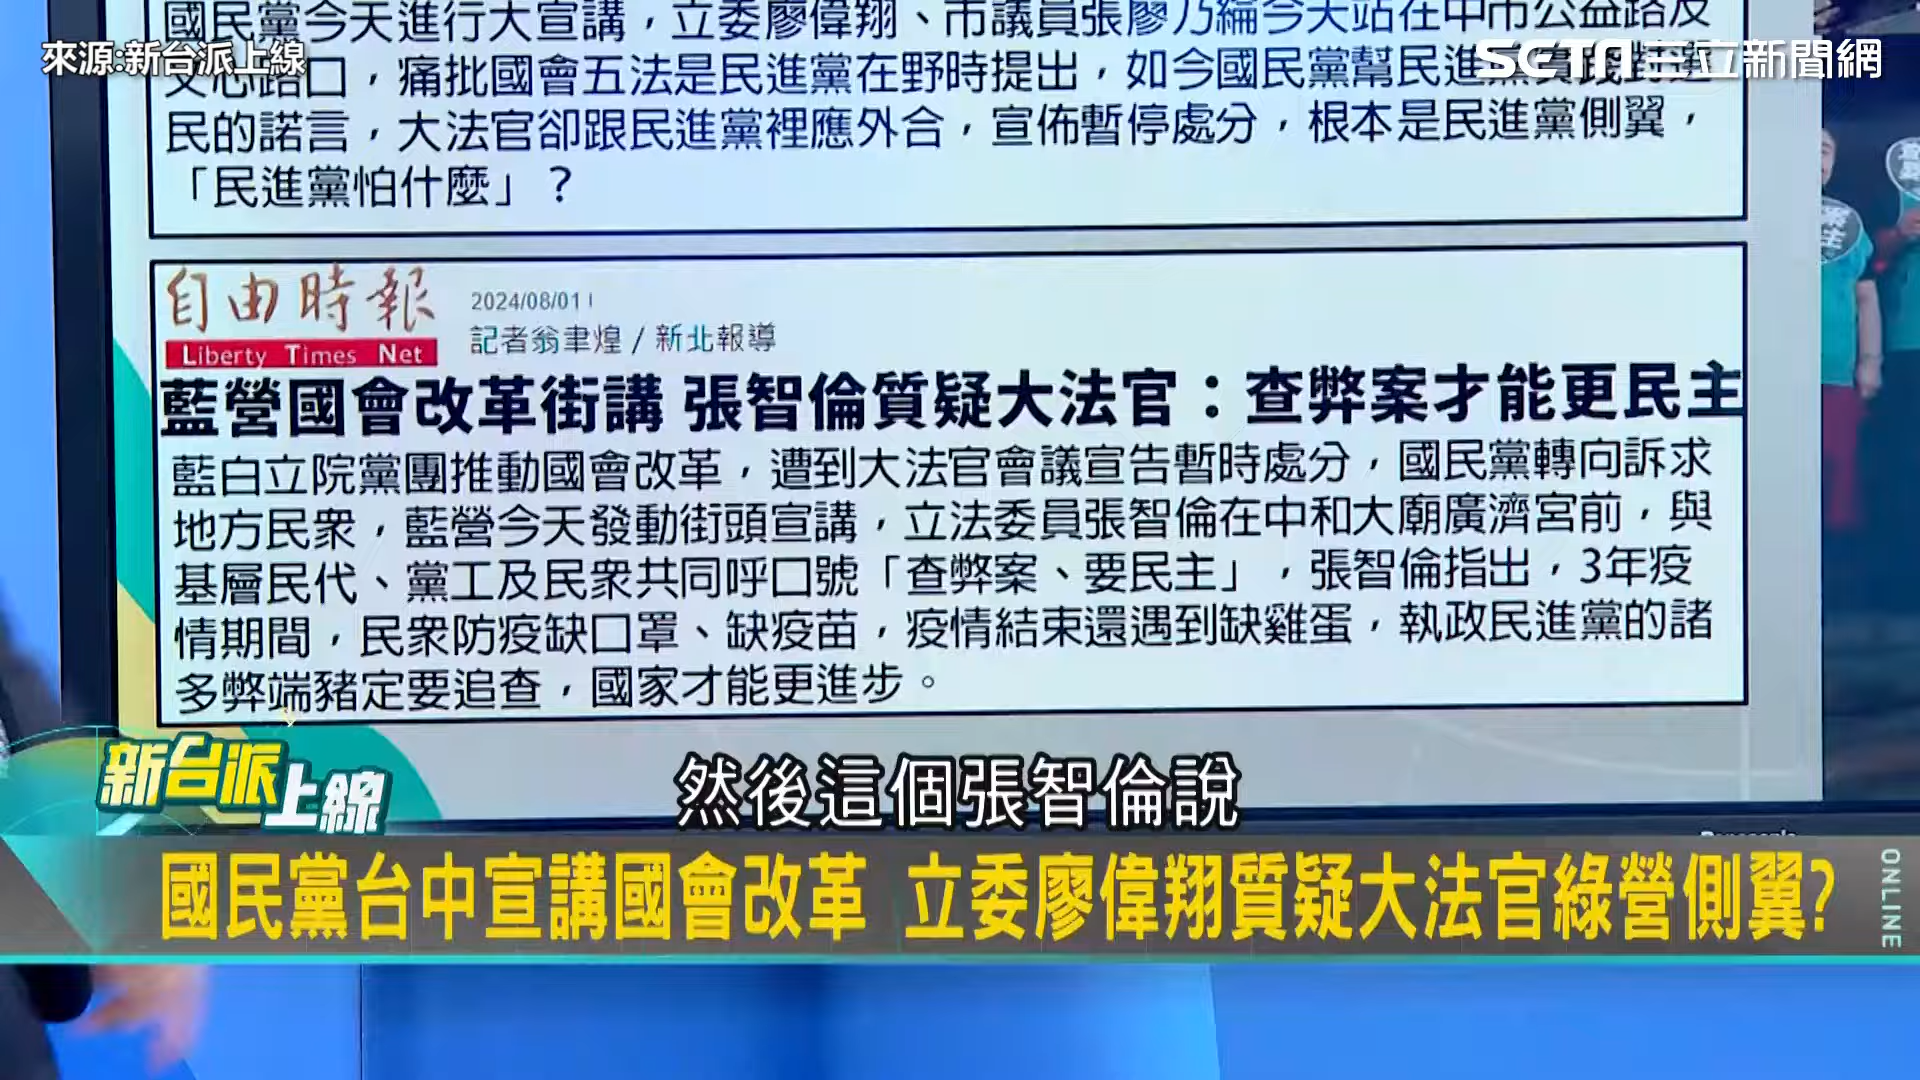 國民黨今天進行大宣講，立委廖偉翔、市議員張廖乃綸今天站在中市公益路及
來源:新台派上線
SETN 三立新聞網
文心路口，痛批國會五法是民進黨在野時提出，如今國民黨幫民進黨實踐對選
民的諾言，大法官卻跟民進黨裡應外合，宣佈暫停處分，根本是民進黨側翼，
「民進黨怕什麼」？
自由時報
Liberty Times Net
2024/08/01
記者翁聿煌 / 新北報導
藍營國會改革街講 張智倫質疑大法官：查弊案才能更民主
藍白立院黨團推動國會改革，遭到大法官會議宣告暫時處分，國民黨轉向訴求
地方民眾，藍營今天發動街頭宣講，立法委員張智倫在中和大廟廣濟宮前，與
基層民代、黨工及民眾共同呼口號「查弊案、要民主」，張智倫指出，3年疫
情期間，民眾防疫缺口罩、缺疫苗，疫情結束還遇到缺雞蛋，執政民進黨的諸
多弊端豬定要追查，國家才能更進步。
新台派上線
然後這個張智倫說
國民黨台中宣講國會改革 立委廖偉翔質疑大法官綠營側翼?
ONLINE